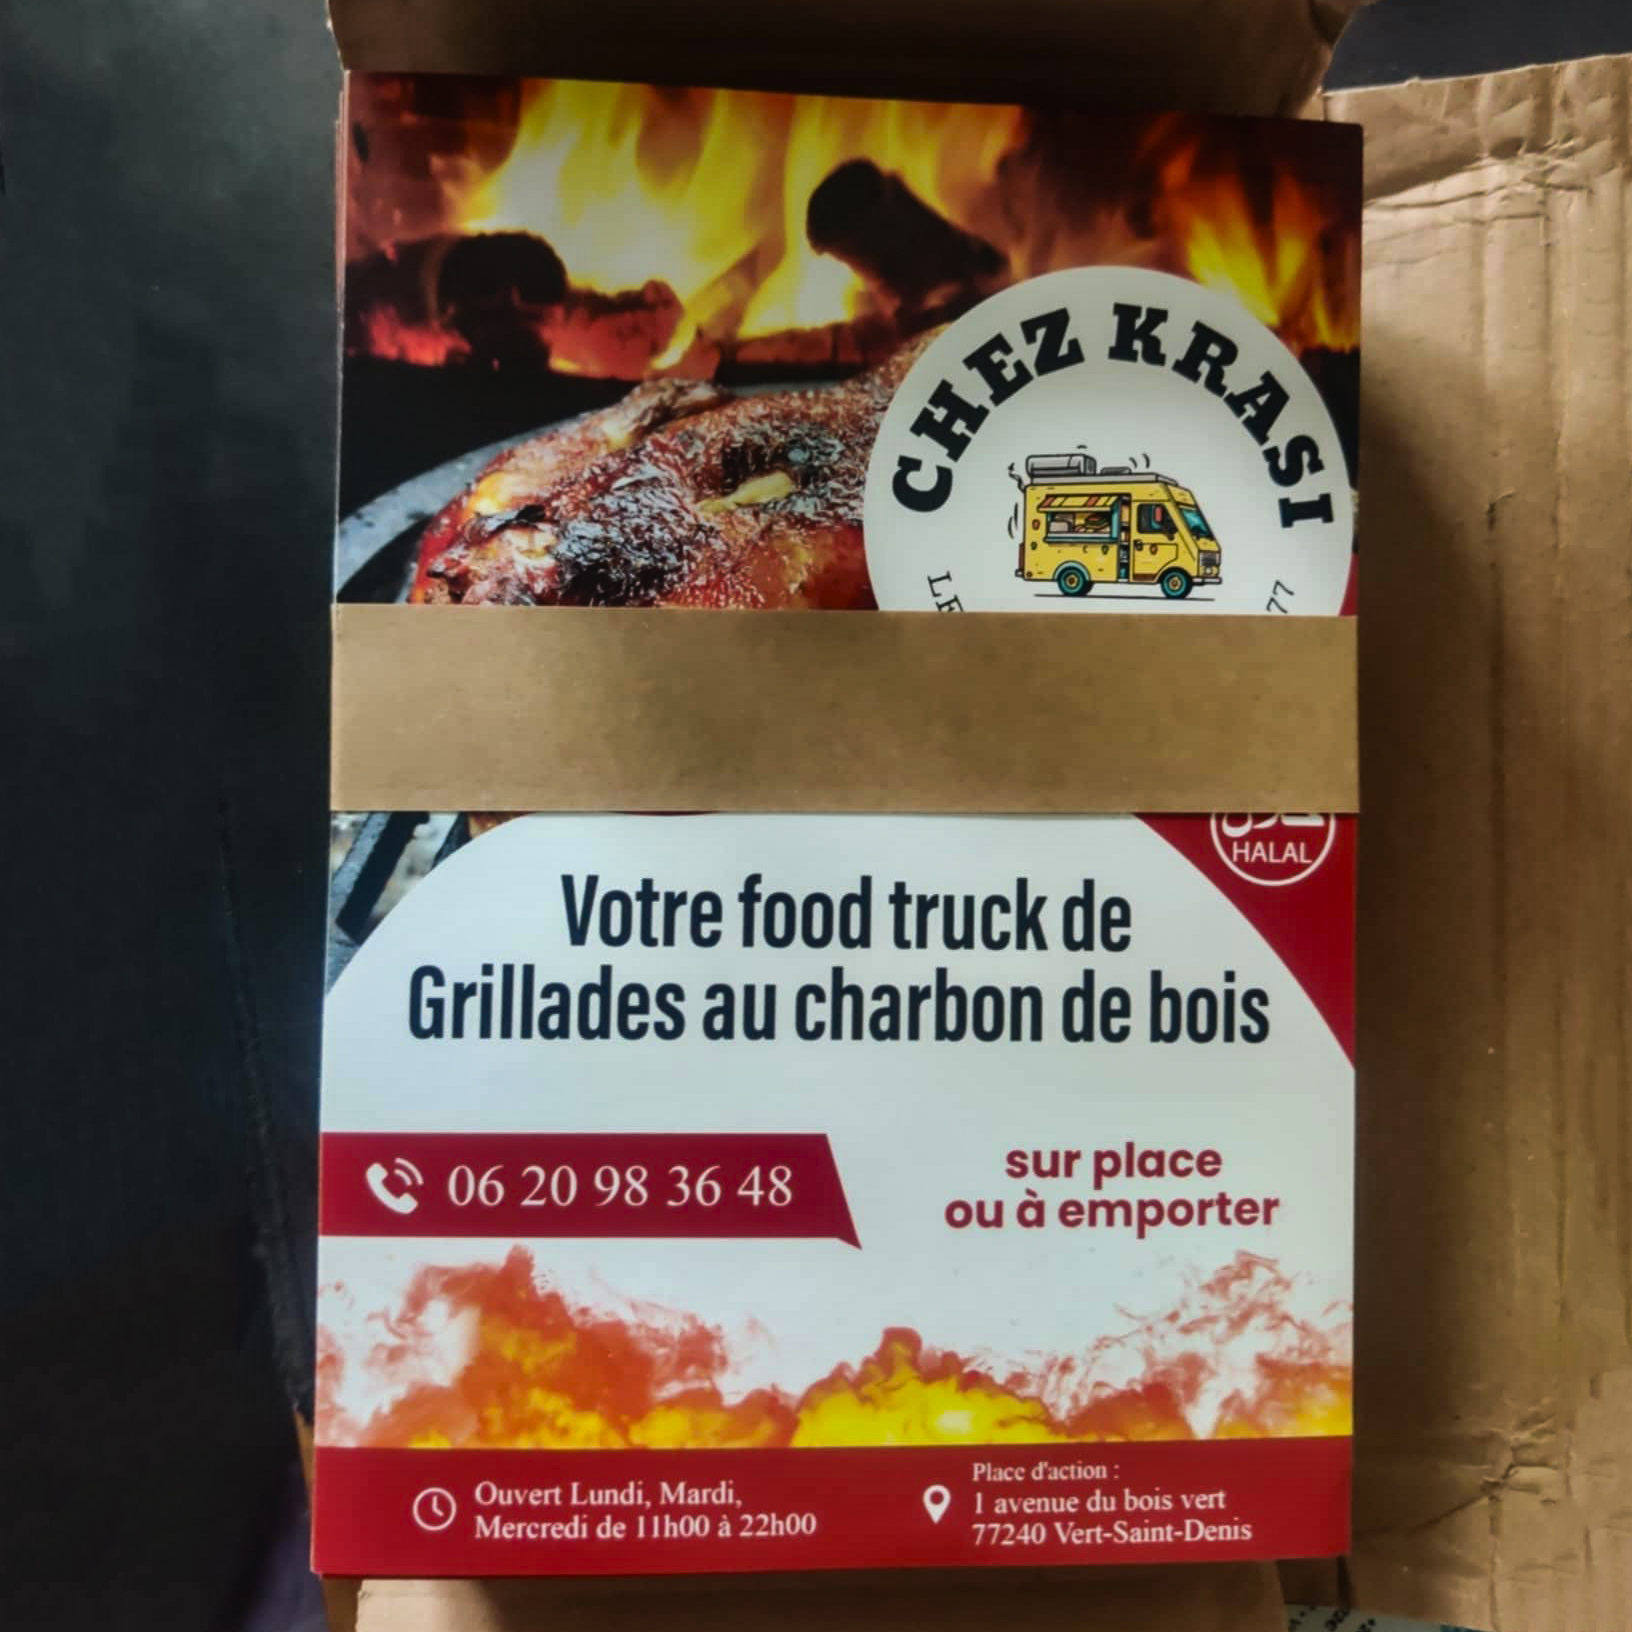 CHEZ KRASI
77
HALAL
Votre food truck de
Grillades au charbon de bois
06 20 98 36 48
sur place
ou à emporter
Ouvert Lundi, Mardi,
Mercredi de 11h00 à 22h00
Place d'action :
1 avenue du bois vert
77240 Vert-Saint-Denis